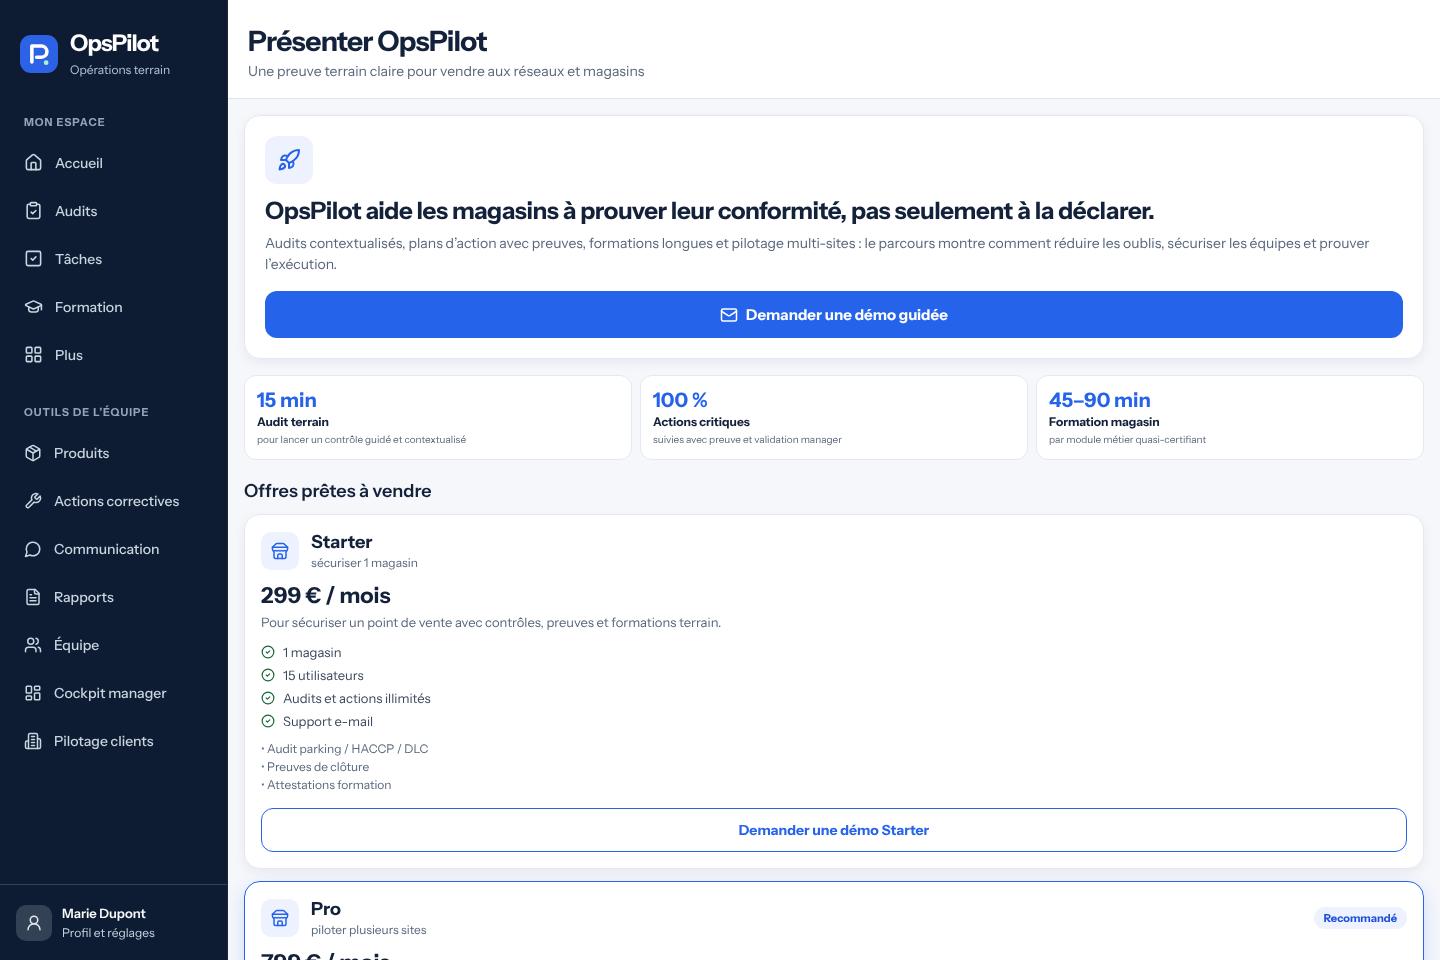 OpsPilot
Opérations terrain
MON ESPACE
Accueil
Audits
Tâches
Formation
Plus
OUTILS DE L'ÉQUIPE
Produits
Actions correctives
Communication
Rapports
Équipe
Cockpit manager
Pilotage clients
Marie Dupont
Profil et réglages
Présenter OpsPilot
Une preuve terrain claire pour vendre aux réseaux et magasins
OpsPilot aide les magasins à prouver leur conformité, pas seulement à la déclarer.
Audits contextualisés, plans d’action avec preuves, formations longues et pilotage multi-sites : le parcours montre comment réduire les oublis, sécuriser les équipes et prouver
l’exécution.
Demander une démo guidée
15 min
Audit terrain
pour lancer un contrôle guidé et contextualisé
100 %
Actions critiques
suivies avec preuve et validation manager
45–90 min
Formation magasin
par module métier quasi-certifiant
Offres prêtes à vendre
Starter
sécuriser 1 magasin
299 € / mois
Pour sécuriser un point de vente avec contrôles, preuves et formations terrain.
1 magasin
15 utilisateurs
Audits et actions illimités
Support e-mail
• Audit parking / HACCP / DLC
• Preuves de clôture
• Attestations formation
Demander une démo Starter
Pro
piloter plusieurs sites
Recommandé
799 € / mois